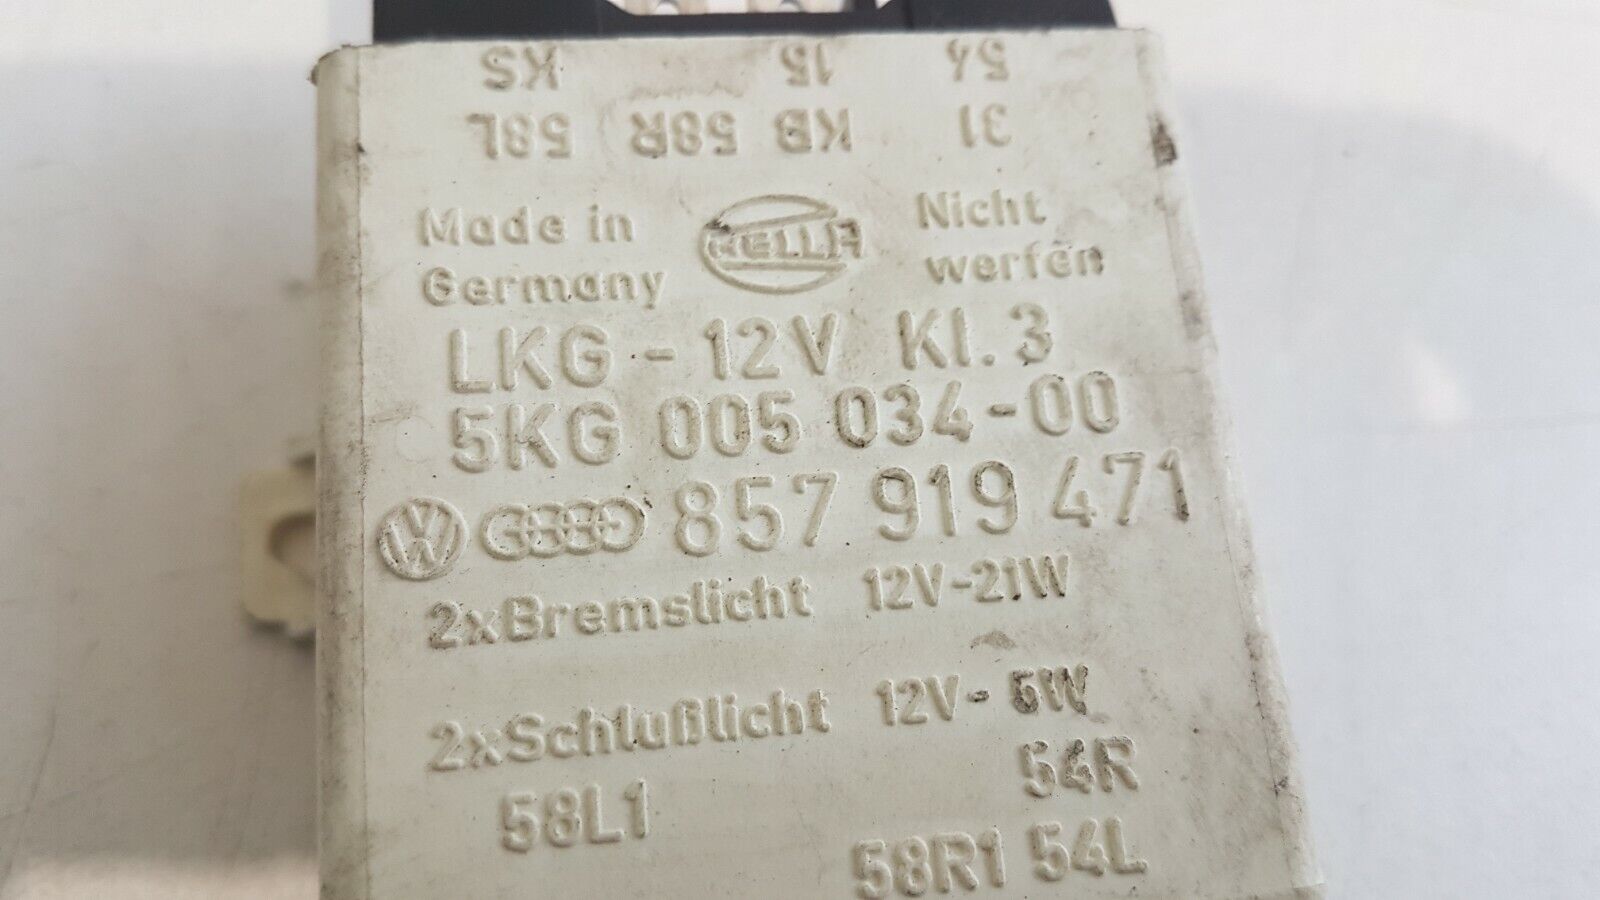 KS 15 54
58L 58R KB 31
Made in Germany
HELLA
Nicht werfen
LKG - 12V Kl. 3
5KG 005 034-00
VW 857 919 471
2xBremslicht 12V-21W
2xSchlußlicht 12V- 5W
58L1 54R
58R1 54L